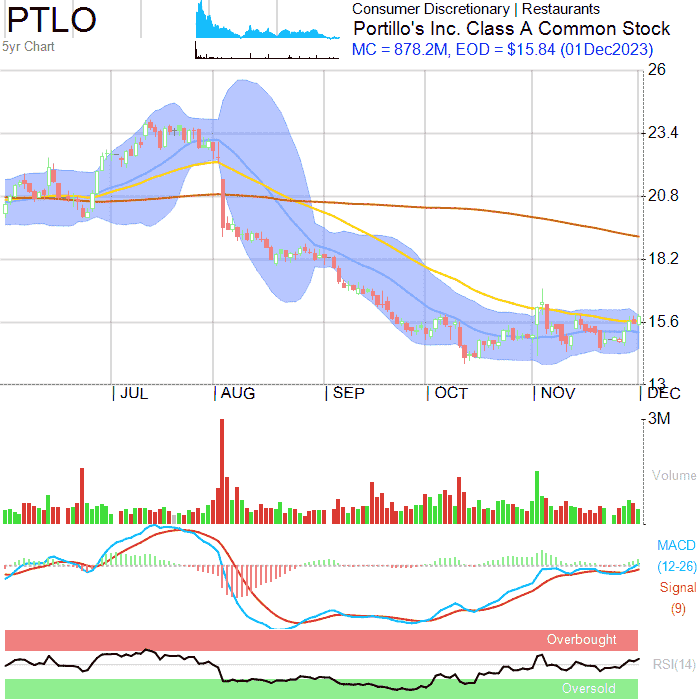 PTLO
5yr Chart
Consumer Discretionary | Restaurants
Portillo's Inc. Class A Common Stock
MC = 878.2M, EOD = $15.84 (01Dec2023)
26
23.4
20.8
18.2
15.6
13
JUL AUG SEP OCT NOV DEC
3M
Volume
MACD
(12-26)
Signal
(9)
Overbought
RSI(14)
Oversold